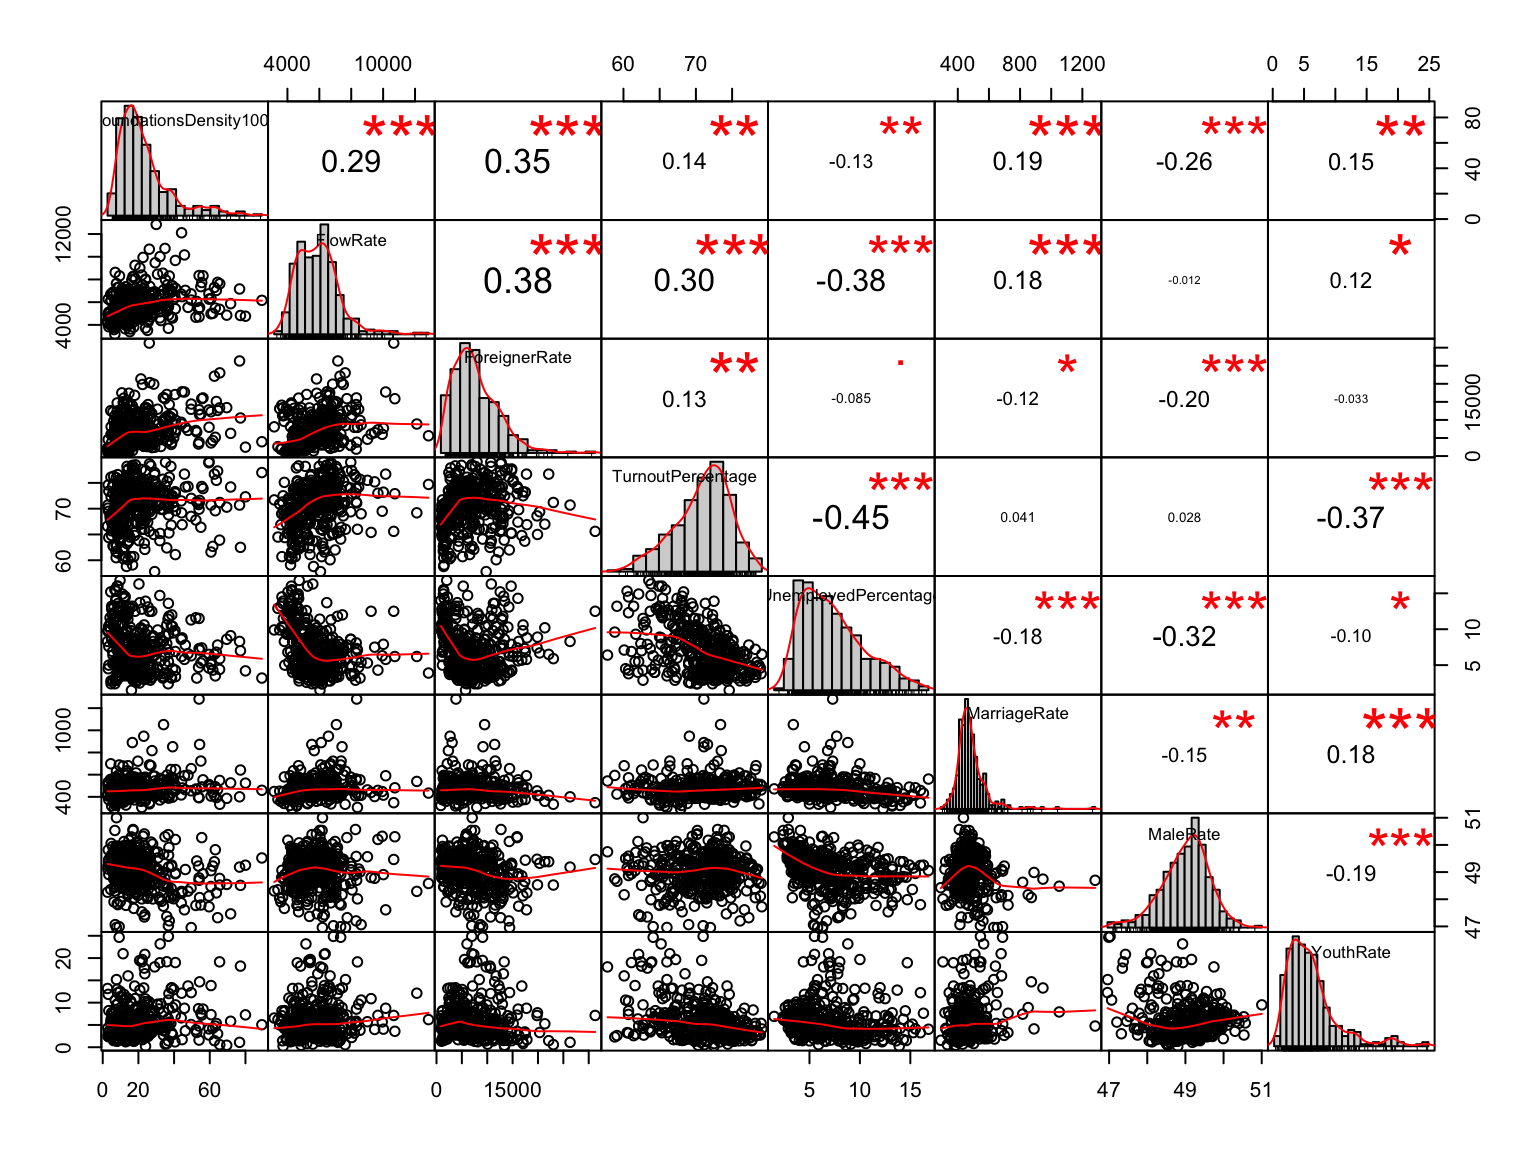 4000 10000 60 70 400 800 1200 0 5 15 25
oundationsDensity100 *** 0.29 *** 0.35 ** 0.14 ** -0.13 *** 0.19 *** -0.26 ** 0.15 0 40 80
4000 12000 FlowRate *** 0.38 *** 0.30 *** -0.38 *** 0.18 -0.012 * 0.12
ForeignerRate ** 0.13 . -0.085 * -0.12 *** -0.20 -0.033 0 15000
60 70 TurnoutPercentage *** -0.45 0.041 0.028 *** -0.37
UnemployedPercentag *** -0.18 *** -0.32 * -0.10 5 10
400 1000 MarriageRate ** -0.15 *** 0.18
MaleRate *** -0.19 47 49 51
0 10 20 YouthRate
0 20 60 0 15000 5 10 15 47 49 51